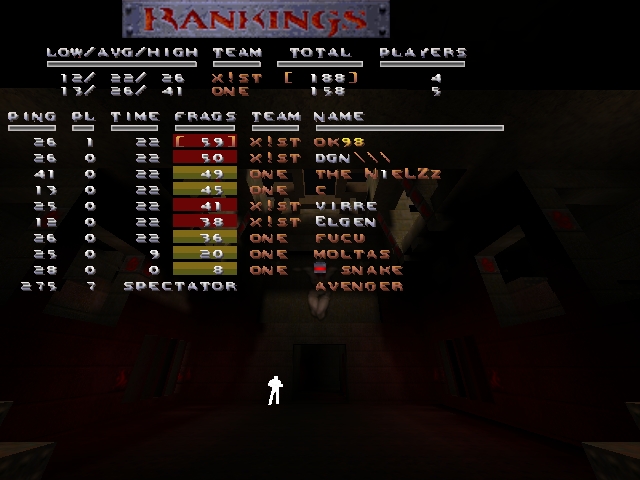 RANKINGS
LOW/AVG/HIGH TEAM TOTAL PLAYERS
12/ 22/ 26 X!ST [ 188] 4
13/ 26/ 41 ONE 158 5
PING PL TIME FRAGS TEAM NAME
26 1 22 [ 59] X!ST OK98
26 0 22 50 X!ST DGN\\\
41 0 22 49 ONE THE N1ELZz
13 0 22 45 ONE C
25 0 22 41 X!ST VIRRE
12 0 22 38 X!ST ELGEN
26 0 22 36 ONE FUCU
25 0 9 20 ONE MOLTAS
28 0 0 8 ONE SNAKE
275 ? SPECTATOR AVENGER